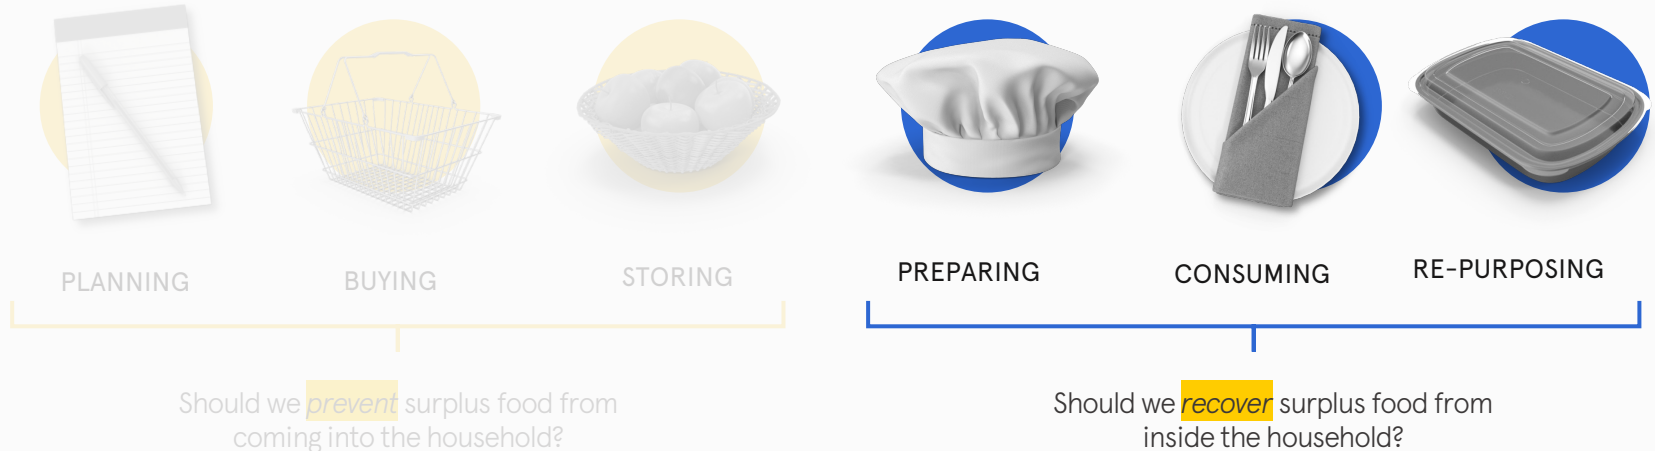 PLANNING
BUYING
STORING
PREPARING
CONSUMING
RE-PURPOSING
Should we prevent surplus food from
coming into the household?
Should we recover surplus food from
inside the household?